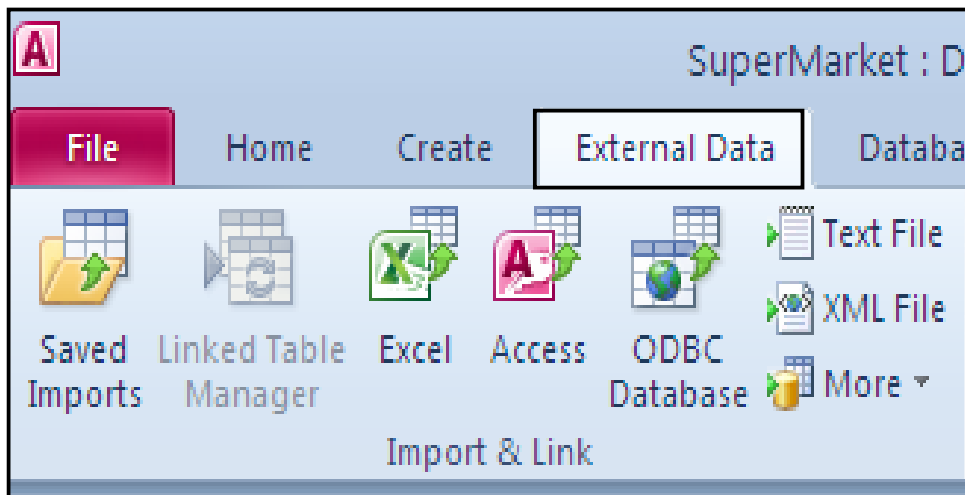 SuperMarket : D
File Home Create External Data Databa
Saved Imports
Linked Table Manager
Excel
Access
ODBC Database
Text File
XML File
More
Import & Link